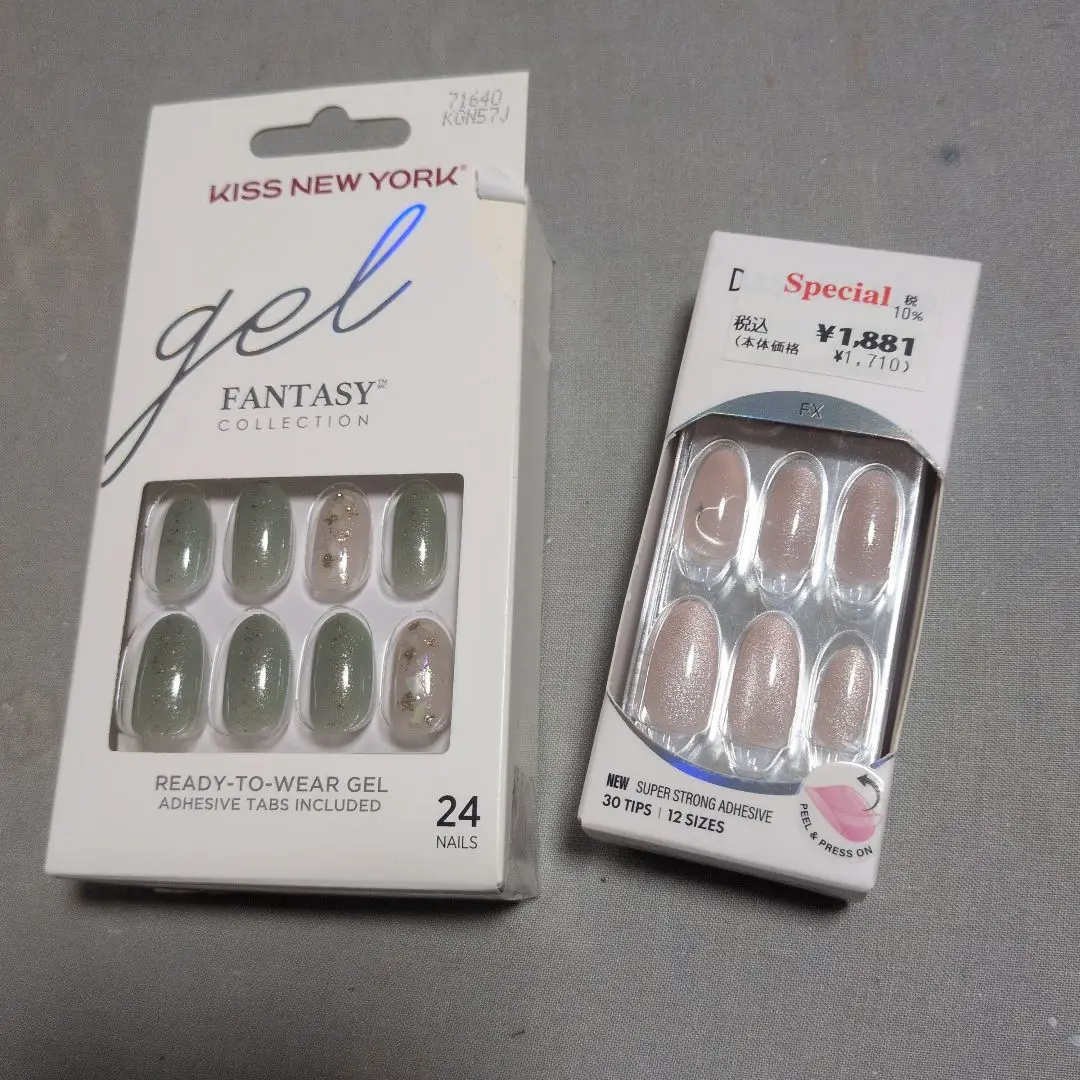 71640
KGN57J
KISS NEW YORK®
gel
FANTASY™ MC
COLLECTION
READY-TO-WEAR GEL
ADHESIVE TABS INCLUDED
24
NAILS
D
Special 税
10%
税込 ¥1,881
(本体価格 ¥1,710)
FX
NEW SUPER STRONG ADHESIVE
30 TIPS | 12 SIZES
PEEL & PRESS ON